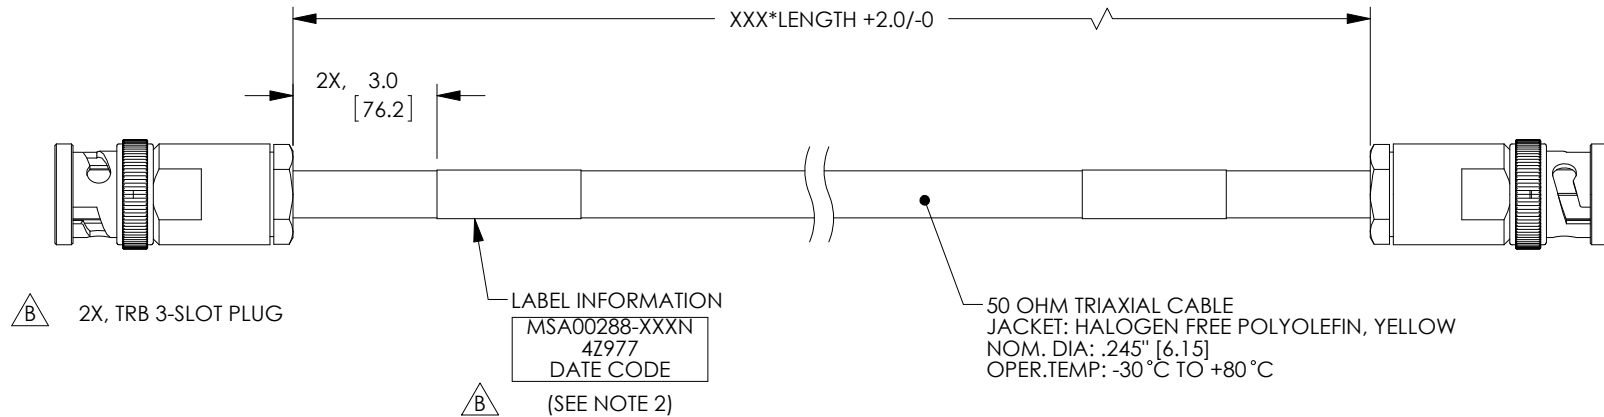 XXX*LENGTH +2.0/-0
2X, 3.0
[76.2]
B 2X, TRB 3-SLOT PLUG
LABEL INFORMATION
MSA00288-XXXN
4Z977
DATE CODE
B (SEE NOTE 2)
50 OHM TRIAXIAL CABLE
JACKET: HALOGEN FREE POLYOLEFIN, YELLOW
NOM. DIA: .245" [6.15]
OPER.TEMP: -30°C TO +80°C